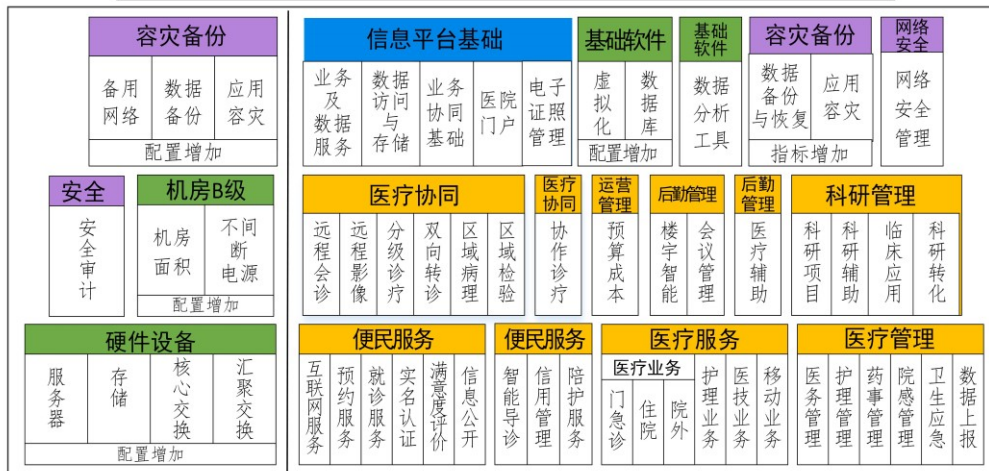 容灾备份
备用网络
数据备份
应用容灾
配置增加
安全
安全审计
机房B级
机房面积
不间断电源
配置增加
硬件设备
服务器
存储
核心交换
汇聚交换
配置增加
信息平台基础
业务及数据服务
数据访问与存储
业务协同基础
医院门户
电子证照管理
基础软件
虚拟化
数据库
配置增加
基础软件
数据分析工具
容灾备份
数据备份与恢复
应用容灾
指标增加
网络安全
网络安全管理
医疗协同
远程会诊
远程影像
分级诊疗
双向转诊
区域病理
区域检验
医疗协同
协作诊疗
运营管理
预算成本
后勤管理
楼宇智能
会议管理
后勤管理
医疗辅助
科研管理
科研项目
科研辅助
临床应用
科研转化
便民服务
互联网服务
预约服务
就诊服务
实名认证
满意度评价
信息公开
便民服务
智能导诊
信用管理
陪护服务
医疗服务
医疗业务
门急诊
住院
院外
护理业务
医技业务
移动业务
医疗管理
医务管理
护理管理
药事管理
院感管理
卫生应急
数据上报